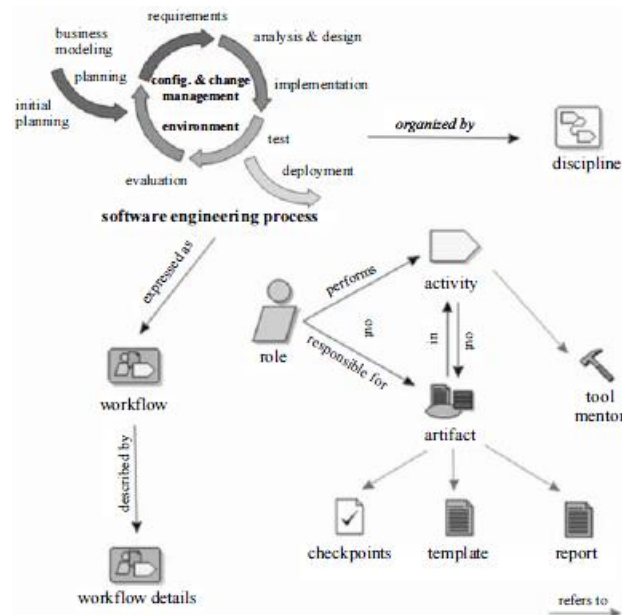 requirements
business
modeling
analysis & design
planning
config. & change
management
implementation
initial
planning
environment
test
organized by
deployment
discipline
evaluation
software engineering process
expressed as
performs
activity
role
out
in
out
responsible for
workflow
artifact
tool
mentor
described by
checkpoints
template
report
workflow details
refers to